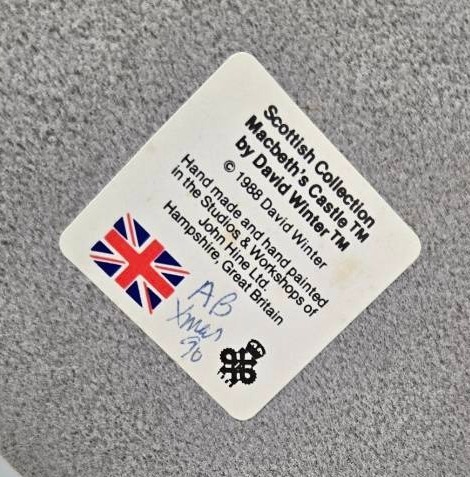 Scottish Collection
Macbeth's Castle™
by David Winter™
© 1988 David Winter
Hand made and hand painted
in the Studios & Workshops of
John Hine Ltd.
Hampshire, Great Britain
AB
Xmas
90